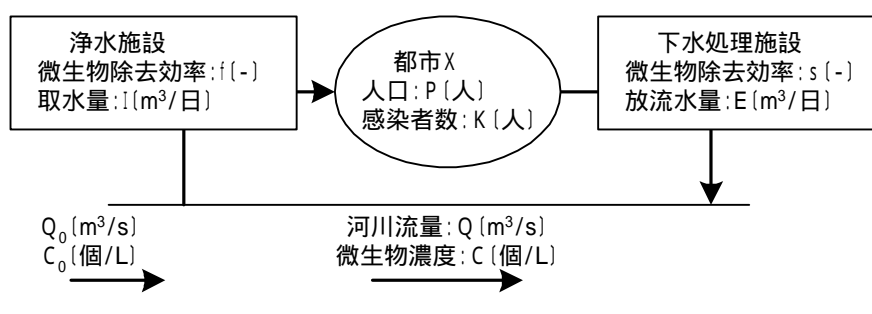 浄水施設
微生物除去効率:f(-)
取水量:I(m³/日)
都市X
人口:P(人)
感染者数:K(人)
下水処理施設
微生物除去効率:s(-)
放流水量:E(m³/日)
Q₀(m³/s)
C₀(個/L)
河川流量:Q(m³/s)
微生物濃度:C(個/L)